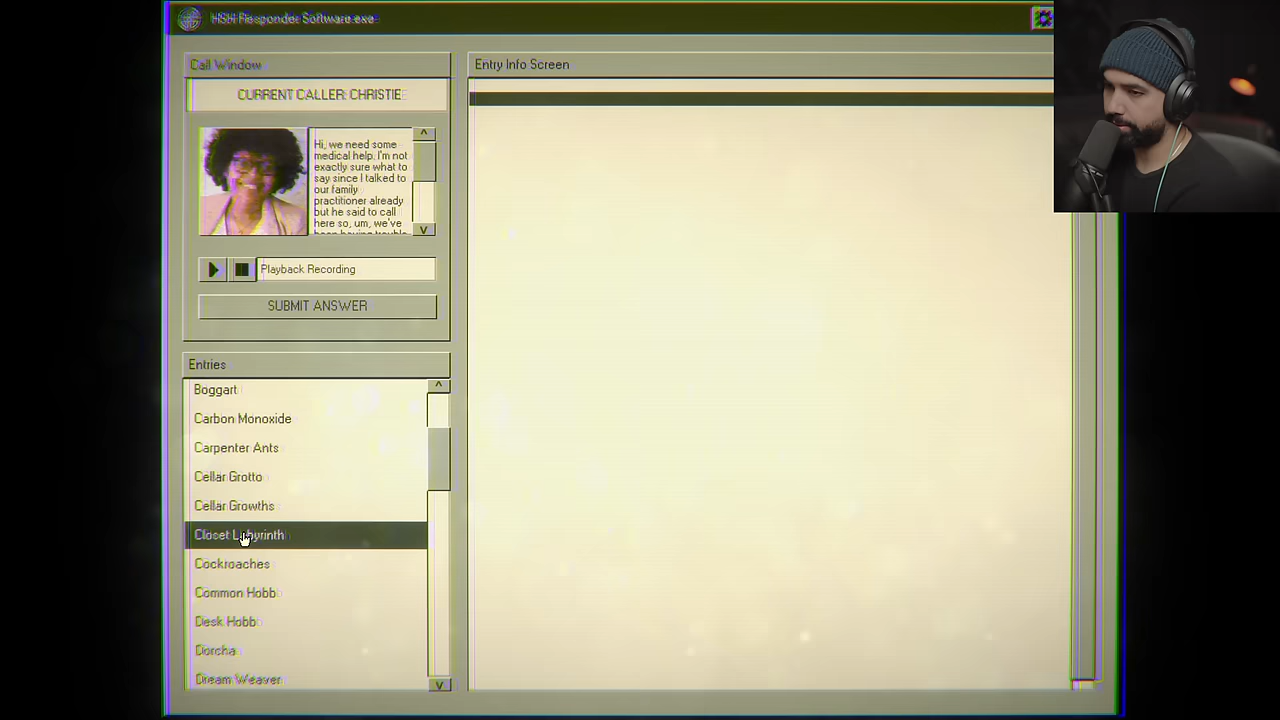 HSH Responder Software.exe
Call Window
Entry Info Screen
CURRENT CALLER: CHRISTIE
Hi, we need some
medical help. I'm not
exactly sure what to
say since I talked to
our family
practitioner already
but he said to call
here so, um, we've
been having trouble
Playback Recording
SUBMIT ANSWER
Entries
Boggart
Carbon Monoxide
Carpenter Ants
Cellar Grotto
Cellar Growths
Closet Labyrinth
Cockroaches
Common Hobb
Desk Hobb
Dorcha
Dream Weaver